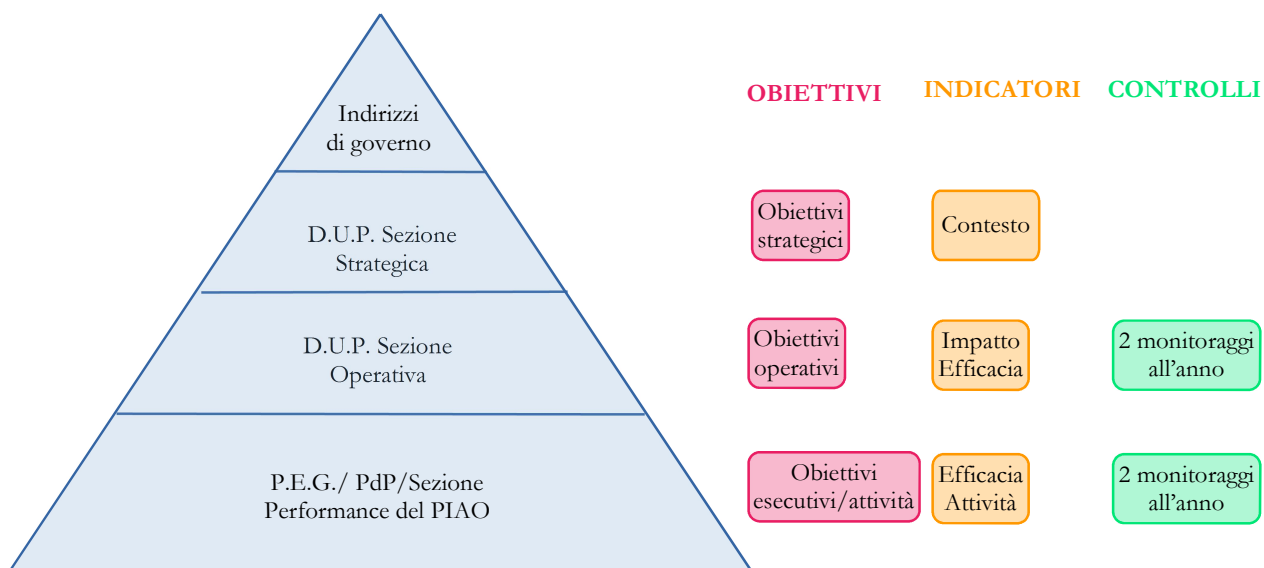 OBIETTIVI
INDICATORI
CONTROLLI
Indirizzi
di governo
D.U.P. Sezione
Strategica
Obiettivi
strategici
Contesto
D.U.P. Sezione
Operativa
Obiettivi
operativi
Impatto
Efficacia
2 monitoraggi
all'anno
P.E.G./ PdP/Sezione
Performance del PIAO
Obiettivi
esecutivi/attività
Efficacia
Attività
2 monitoraggi
all'anno